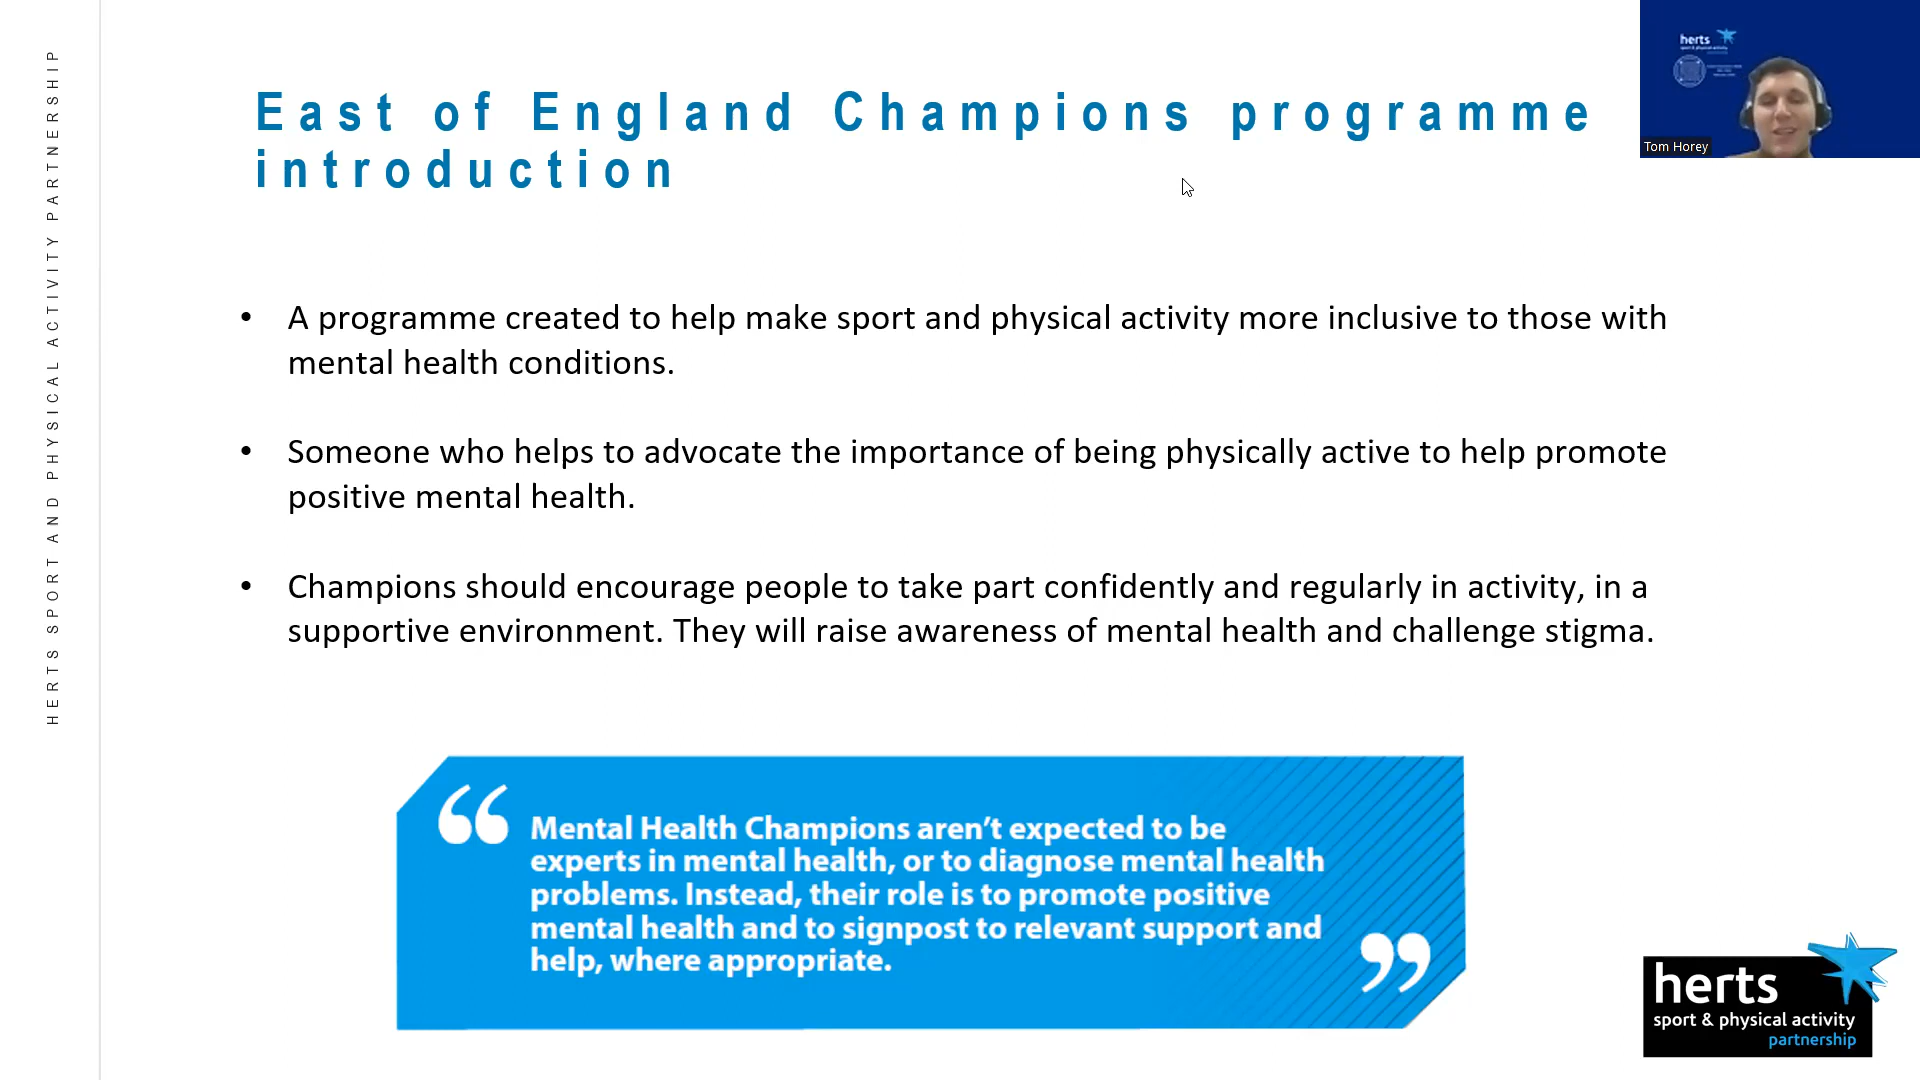 HERTS SPORT AND PHYSICAL ACTIVITY PARTNERSHIP
East of England Champions programme
introduction
herts
Tom Horey
• A programme created to help make sport and physical activity more inclusive to those with
mental health conditions.
• Someone who helps to advocate the importance of being physically active to help promote
positive mental health.
• Champions should encourage people to take part confidently and regularly in activity, in a
supportive environment. They will raise awareness of mental health and challenge stigma.
“Mental Health Champions aren’t expected to be
experts in mental health, or to diagnose mental health
problems. Instead, their role is to promote positive
mental health and to signpost to relevant support and
help, where appropriate.”
herts
sport & physical activity
partnership